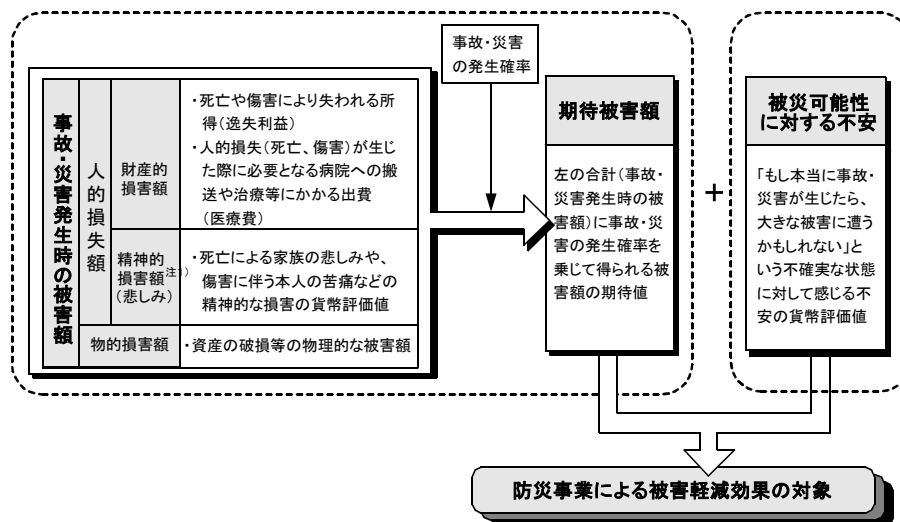 事故・災害
の発生確率
事故・災害発生時の被害額
人的損失額
財産的
損害額
・死亡や傷害により失われる所
得(逸失利益)
・人的損失(死亡、傷害)が生じ
た際に必要となる病院への搬
送や治療等にかかる出費
(医療費)
精神的
損害額注1)
(悲しみ)
・死亡による家族の悲しみや、
傷害に伴う本人の苦痛などの
精神的な損害の貨幣評価値
物的損害額
・資産の破損等の物理的な被害額
期待被害額
左の合計(事故・
災害発生時の被
害額)に事故・災
害の発生確率を
乗じて得られる被
害額の期待値
+
被災可能性
に対する不安
「もし本当に事故・
災害が生じたら、
大きな被害に遭う
かもしれない」と
いう不確実な状態
に対して感じる不
安の貨幣評価値
防災事業による被害軽減効果の対象